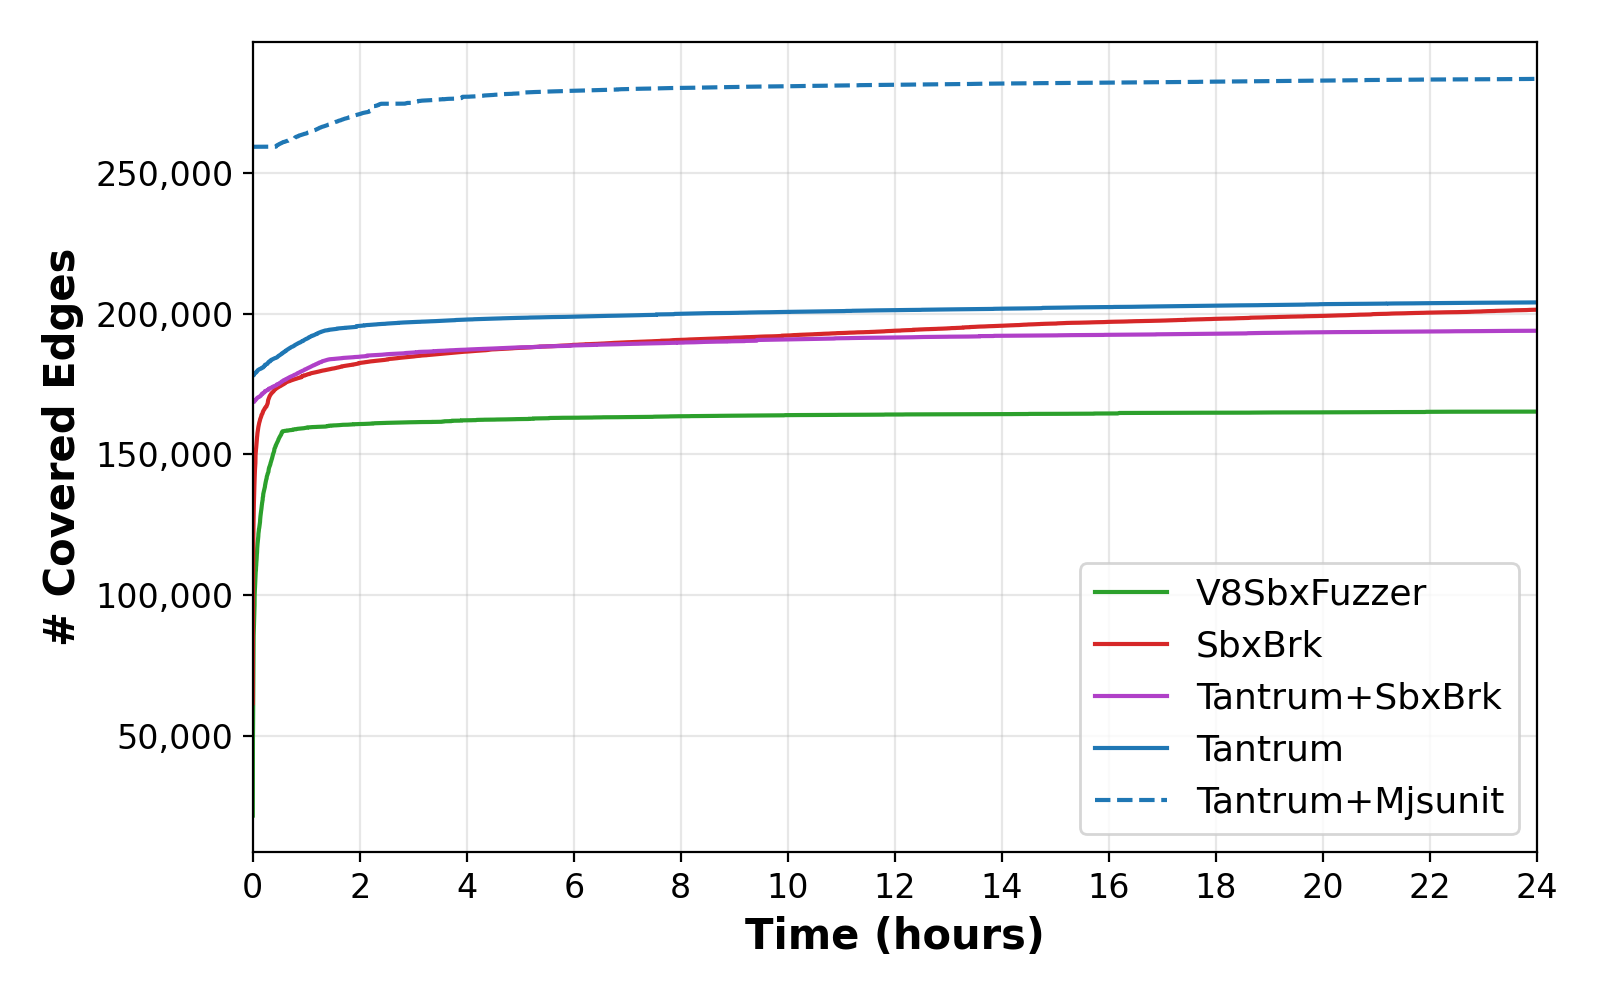 # Covered Edges
250,000
200,000
150,000
100,000
50,000
0 2 4 6 8 10 12 14 16 18 20 22 24
Time (hours)
V8SbxFuzzer
SbxBrk
Tantrum+SbxBrk
Tantrum
Tantrum+Mjsunit